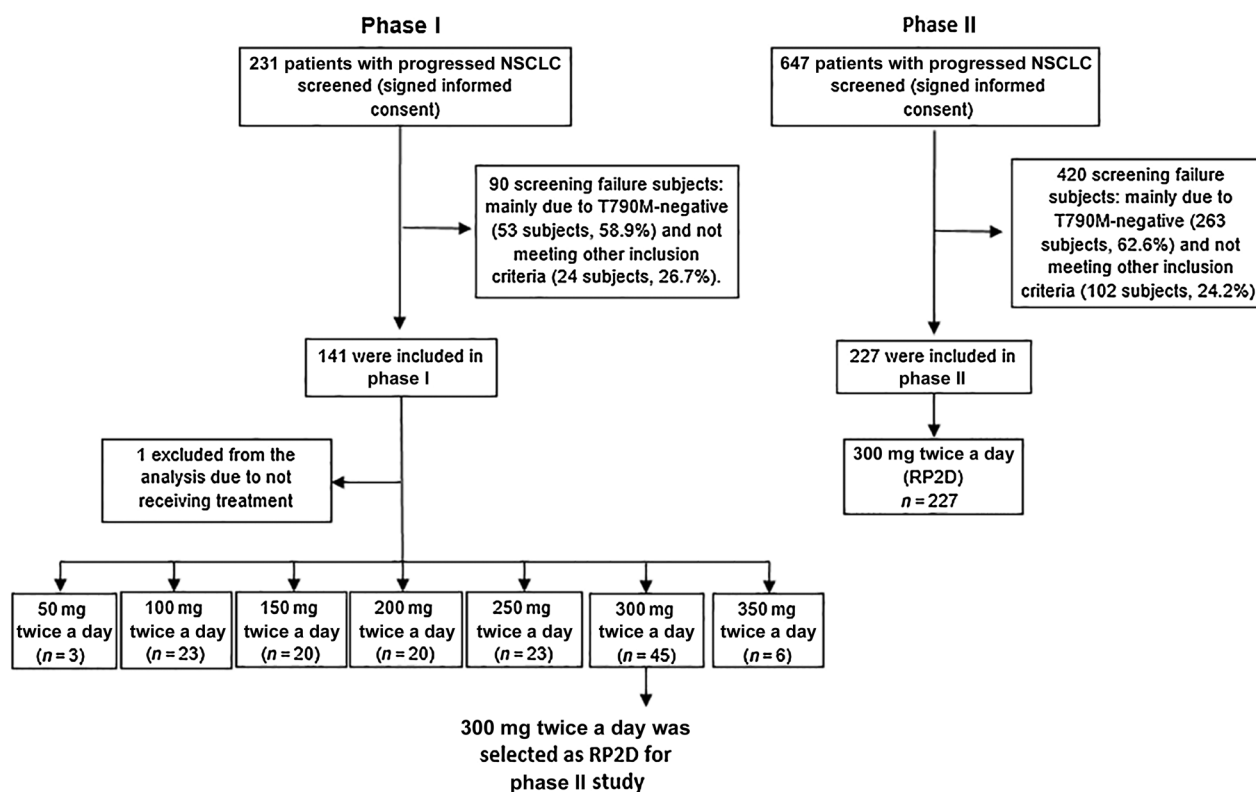 Phase I
231 patients with progressed NSCLC
screened (signed informed
consent)
90 screening failure subjects:
mainly due to T790M-negative
(53 subjects, 58.9%) and not
meeting other inclusion
criteria (24 subjects, 26.7%).
141 were included in
phase I
1 excluded from the
analysis due to not
receiving treatment
50 mg
twice a day
(n = 3)
100 mg
twice a day
(n = 23)
150 mg
twice a day
(n = 20)
200 mg
twice a day
(n = 20)
250 mg
twice a day
(n = 23)
300 mg
twice a day
(n = 45)
350 mg
twice a day
(n = 6)
300 mg twice a day was
selected as RP2D for
phase II study
Phase II
647 patients with progressed NSCLC
screened (signed informed
consent)
420 screening failure
subjects: mainly due to
T790M-negative (263
subjects, 62.6%) and not
meeting other inclusion
criteria (102 subjects, 24.2%)
227 were included in
phase II
300 mg twice a day
(RP2D)
n = 227